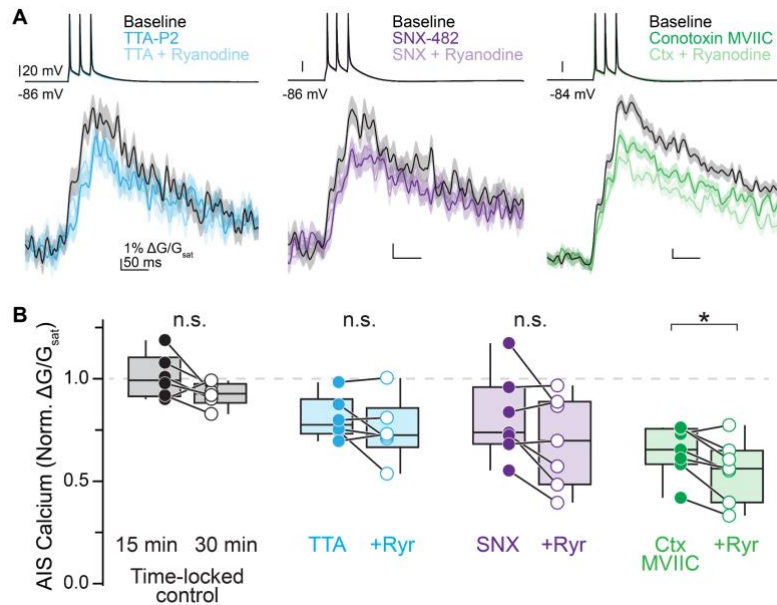 A
Baseline
TTA-P2
TTA + Ryanodine
20 mV
-86 mV
1% ΔG/Gsat
50 ms
Baseline
SNX-482
SNX + Ryanodine
-86 mV
Baseline
Conotoxin MVIIC
Ctx + Ryanodine
-84 mV
B
AIS Calcium (Norm. ΔG/Gsat)
1.0
0.5
0.0
n.s.
n.s.
n.s.
*
15 min
30 min
Time-locked
control
TTA
+Ryr
SNX
+Ryr
Ctx
MVIIC
+Ryr